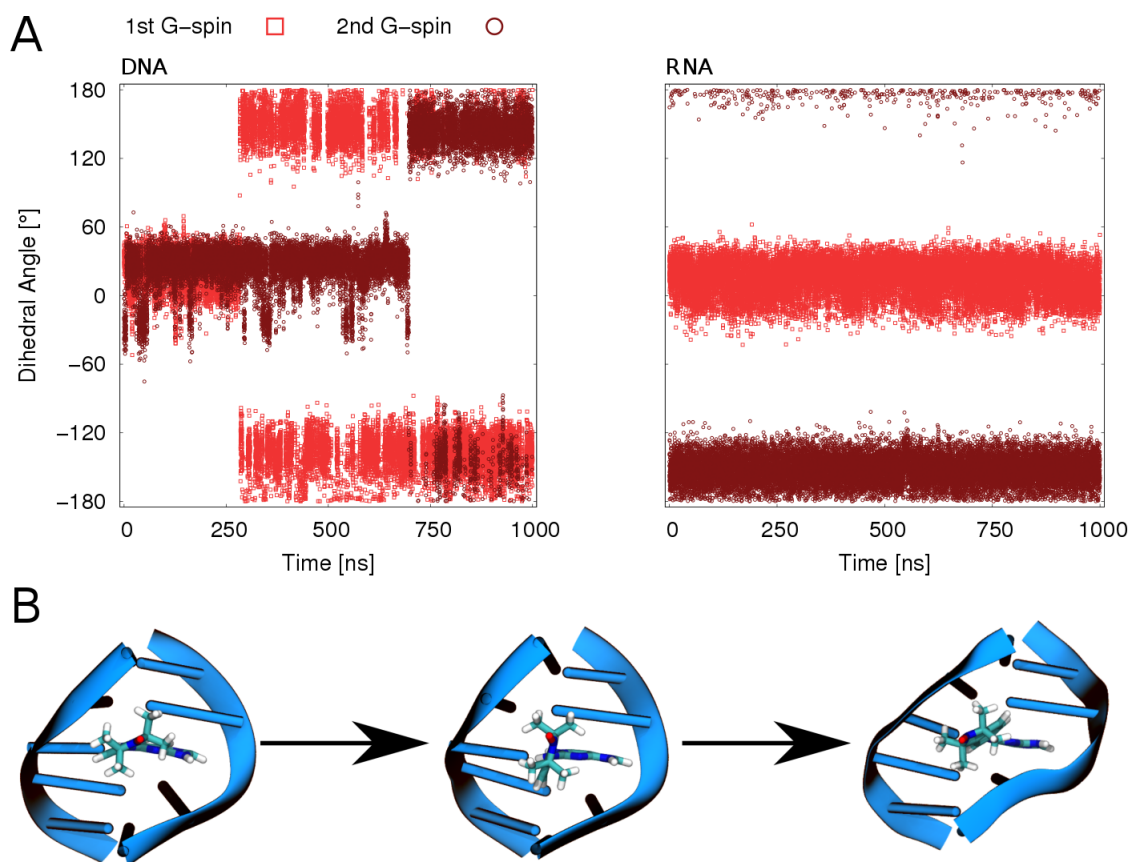 A
1st G−spin 2nd G−spin
DNA RNA
Dihedral Angle [°]
180
120
60
0
−60
−120
−180
0 250 500 750 1000
0 250 500 750 1000
Time [ns] Time [ns]
B